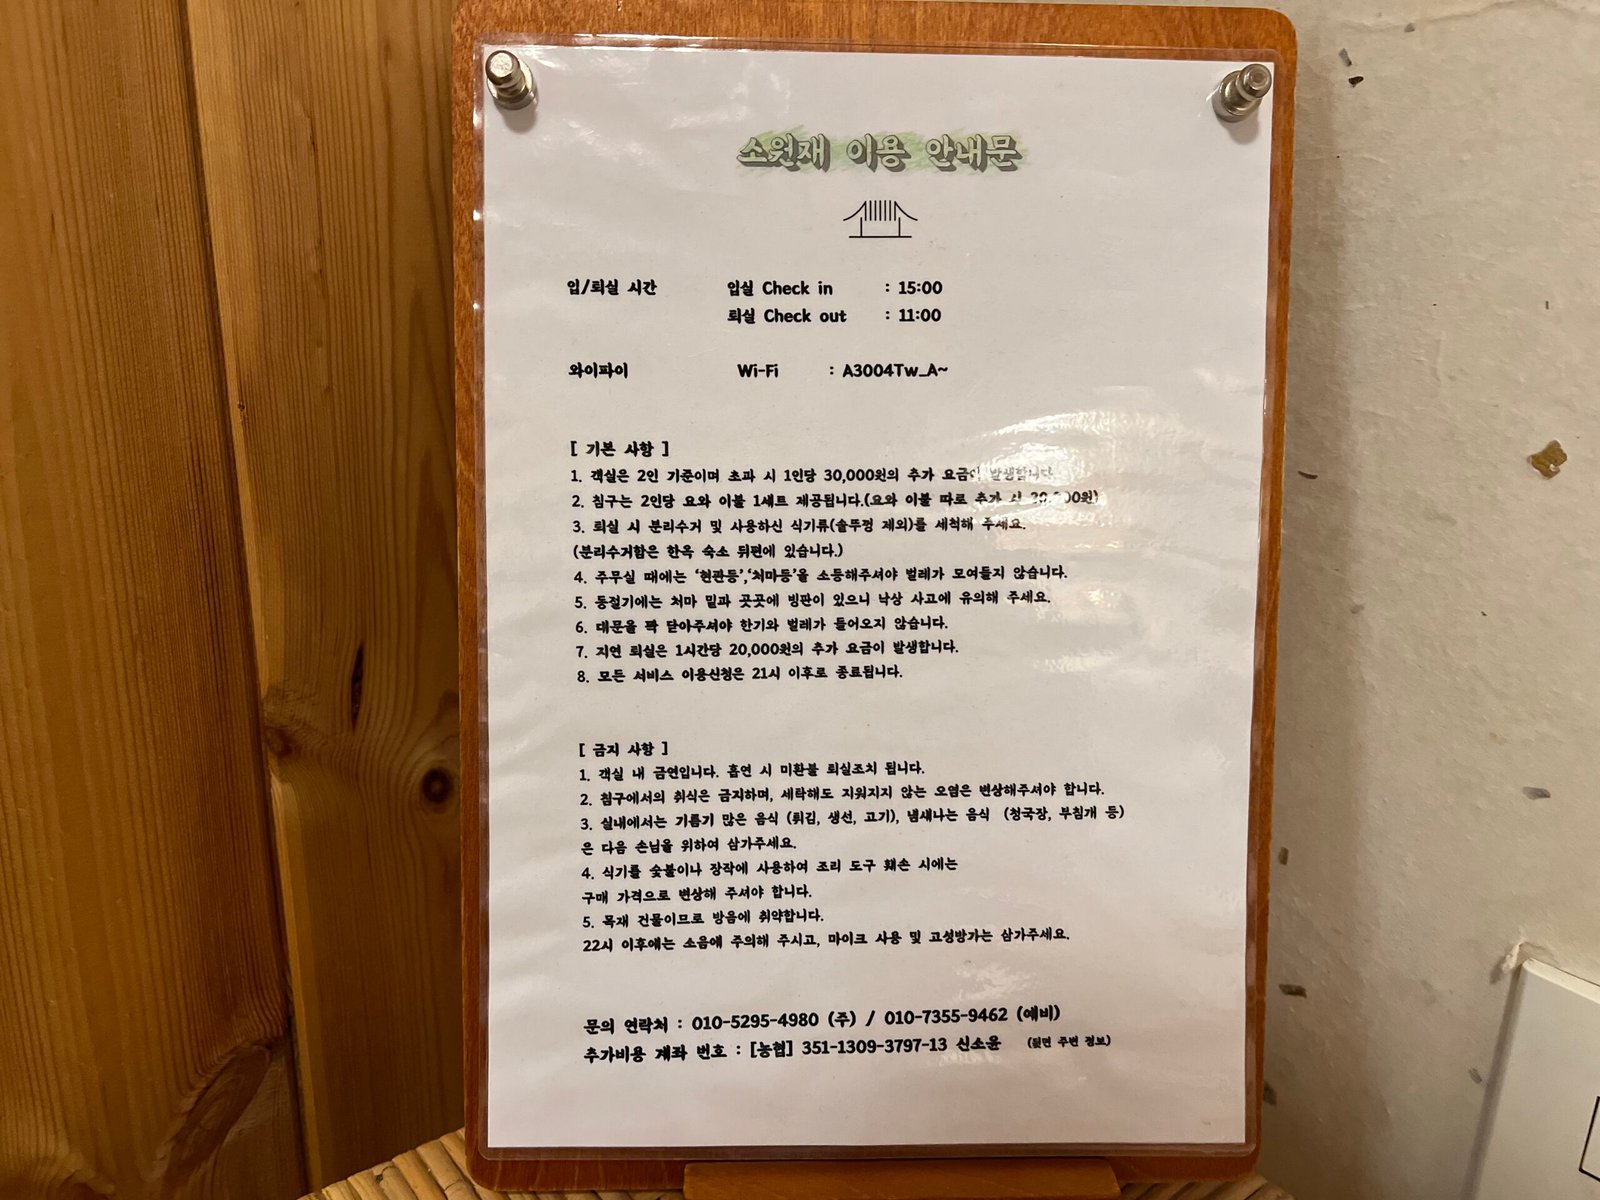 소원재 이용 안내문
입/퇴실 시간 입실 Check in : 15:00
퇴실 Check out : 11:00
와이파이 Wi-Fi : A3004Tw_A~
[ 기본 사항 ]
1. 객실은 2인 기준이며 초과 시 1인당 30,000원의 추가 요금이 발생합니다.
2. 침구는 2인당 요와 이불 1세트 제공됩니다.(요와 이불 따로 추가 시
3. 퇴실 시 분리수거 및 사용하신 식기류(솥뚜껑 제외)를 세척해 주세요.
(분리수거함은 한옥 숙소 뒤편에 있습니다.)
4. 주무실 때에는 '현관등','처마등'을 소등해주셔야 벌레가 모여들지 않습니다.
5. 동절기에는 처마 밑과 곳곳에 빙판이 있으니 낙상 사고에 유의해 주세요.
6. 대문을 꽉 닫아주셔야 한기와 벌레가 들어오지 않습니다.
7. 지연 퇴실은 1시간당 20,000원의 추가 요금이 발생합니다.
8. 모든 서비스 이용신청은 21시 이후로 종료됩니다.
[ 금지 사항 ]
1. 객실 내 금연입니다. 흡연 시 미환불 퇴실조치 됩니다.
2. 침구에서의 취식은 금지하며, 세탁해도 지워지지 않는 오염은 변상해주셔야 합니다.
3. 실내에서는 기름기 많은 음식 (튀김, 생선, 고기), 냄새나는 음식 (청국장, 부침개 등)
은 다음 손님을 위하여 삼가주세요.
4. 식기를 숯불이나 장작에 사용하여 조리 도구 훼손 시에는
구매 가격으로 변상해 주셔야 합니다.
5. 목재 건물이므로 방음에 취약합니다.
22시 이후에는 소음에 주의해 주시고, 마이크 사용 및 고성방가는 삼가주세요.
문의 연락처 : 010-5295-4980 (주) / 010-7355-9462 (예비)
추가비용 계좌 번호 : [농협] 351-1309-3797-13 신소윤 (뒷면 주변 정보)